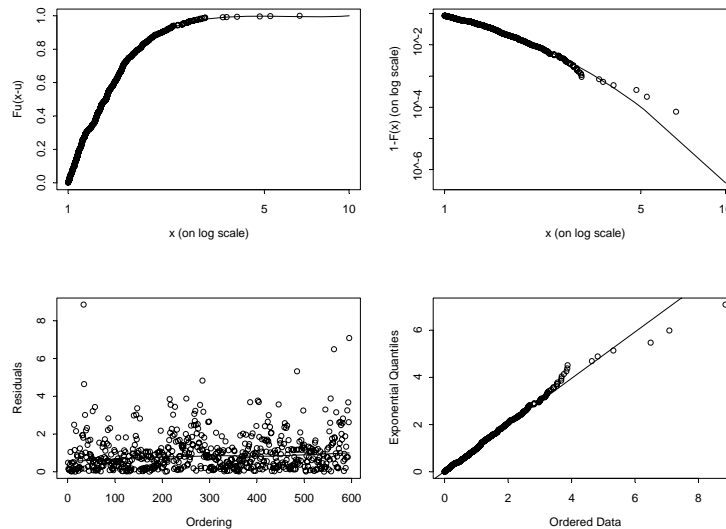 Fu(x-u)
0.0 0.2 0.4 0.6 0.8 1.0
1 5 10
x (on log scale)
1-F(x) (on log scale)
10^-6 10^-4 10^-2
1 5 10
x (on log scale)
Residuals
0 2 4 6 8
0 100 200 300 400 500 600
Ordering
Exponential Quantiles
0 2 4 6
0 2 4 6 8
Ordered Data